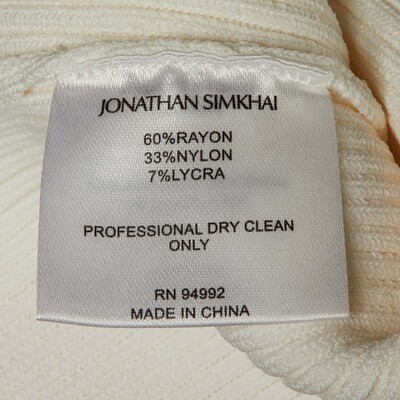 JONATHAN SIMKHAI
60%RAYON
33%NYLON
7%LYCRA
PROFESSIONAL DRY CLEAN
ONLY
RN 94992
MADE IN CHINA